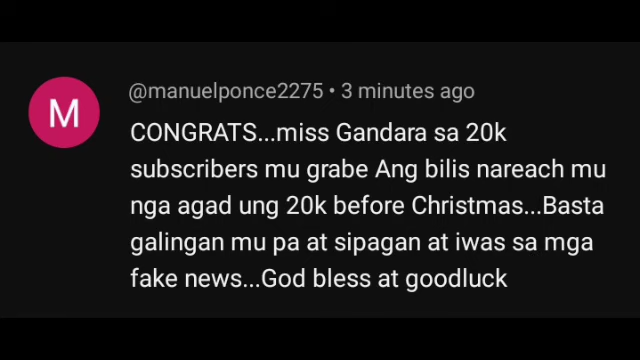 M
@manuelponce2275 • 3 minutes ago
CONGRATS...miss Gandara sa 20k
subscribers mu grabe Ang bilis nareach mu
nga agad ung 20k before Christmas...Basta
galingan mu pa at sipagan at iwas sa mga
fake news...God bless at goodluck